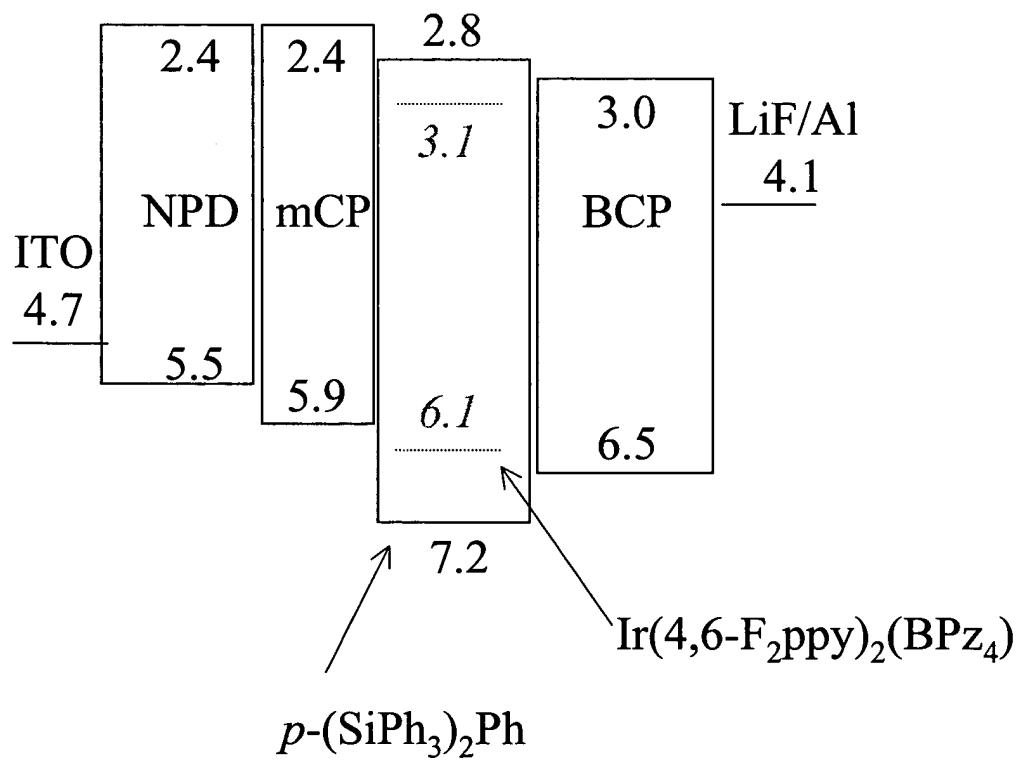 2.4
2.4
2.8
3.1
3.0
LiF/Al
4.1
NPD
mCP
BCP
ITO
4.7
5.5
5.9
6.1
6.5
7.2
Ir(4,6-F₂ppy)₂(BPz₄)
p-(SiPh₃)₂Ph